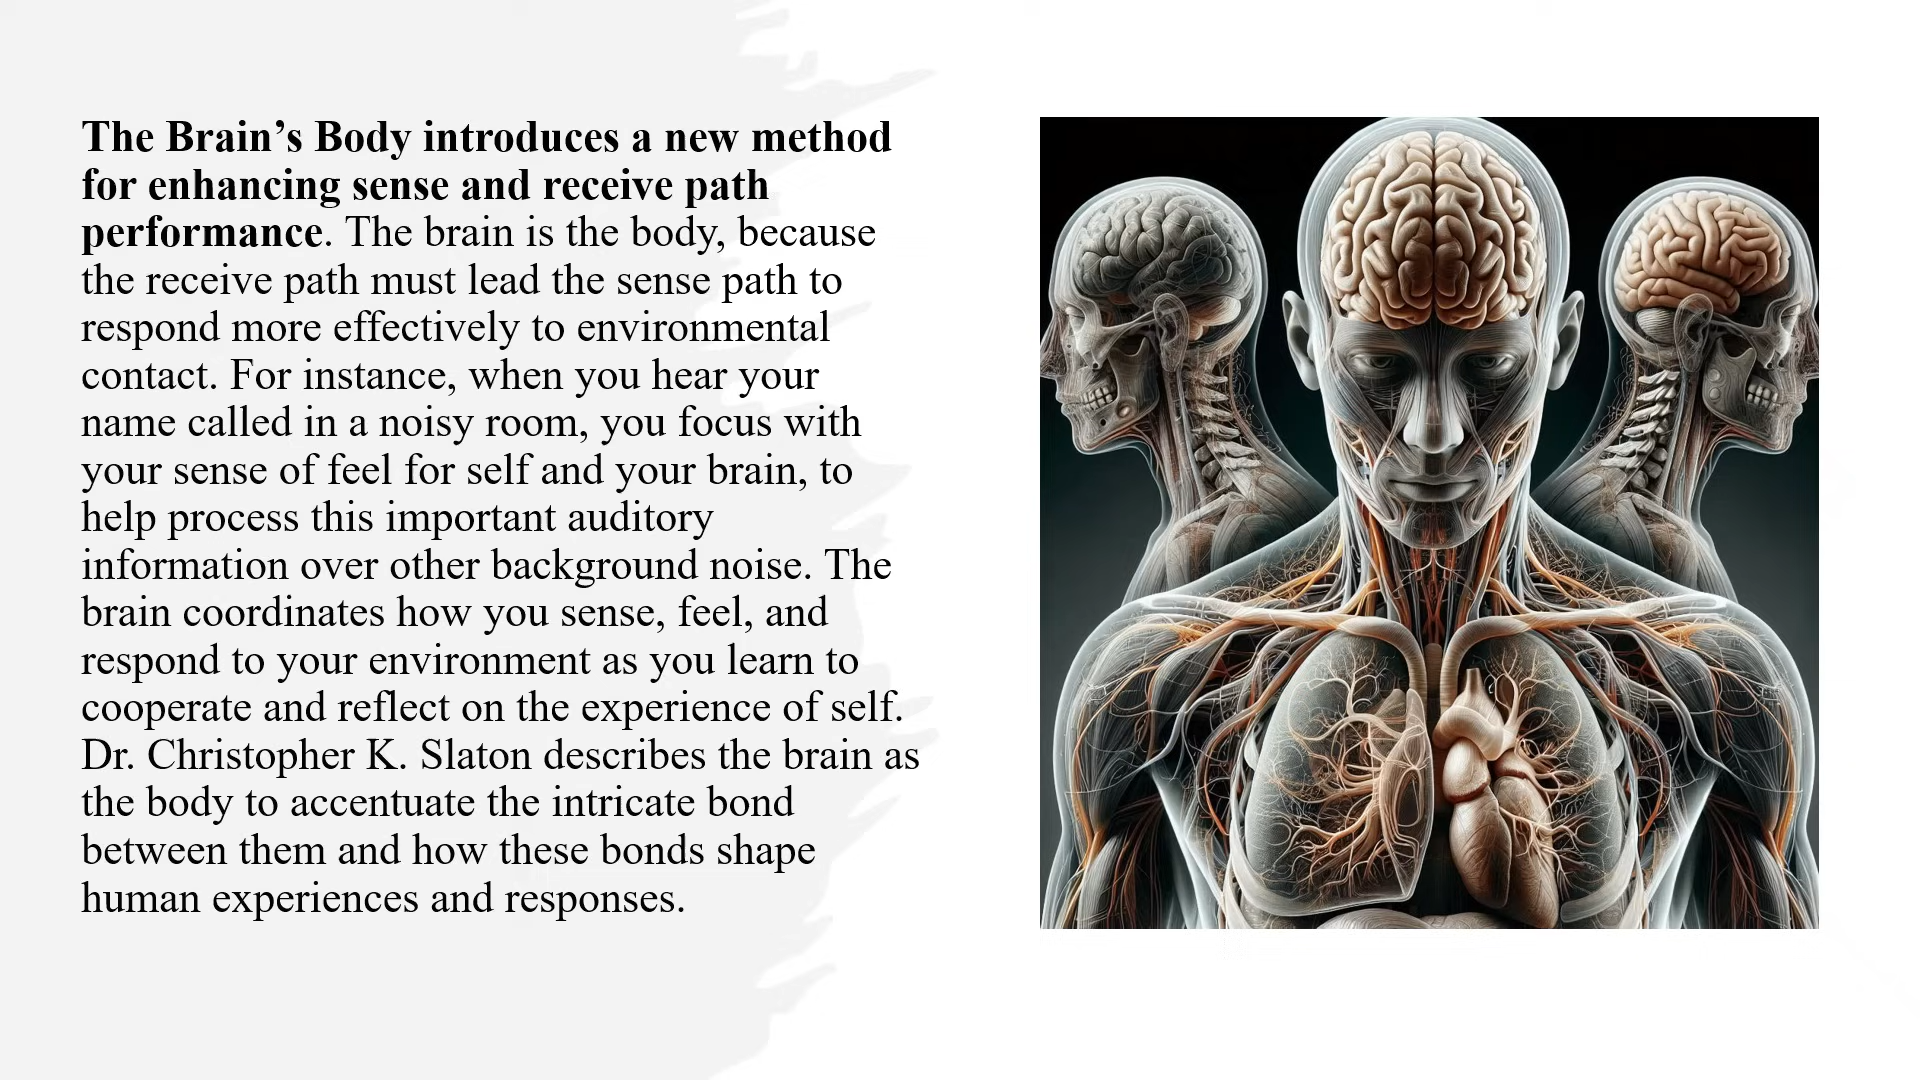 The Brain’s Body introduces a new method
for enhancing sense and receive path
performance. The brain is the body, because
the receive path must lead the sense path to
respond more effectively to environmental
contact. For instance, when you hear your
name called in a noisy room, you focus with
your sense of feel for self and your brain, to
help process this important auditory
information over other background noise. The
brain coordinates how you sense, feel, and
respond to your environment as you learn to
cooperate and reflect on the experience of self.
Dr. Christopher K. Slaton describes the brain as
the body to accentuate the intricate bond
between them and how these bonds shape
human experiences and responses.